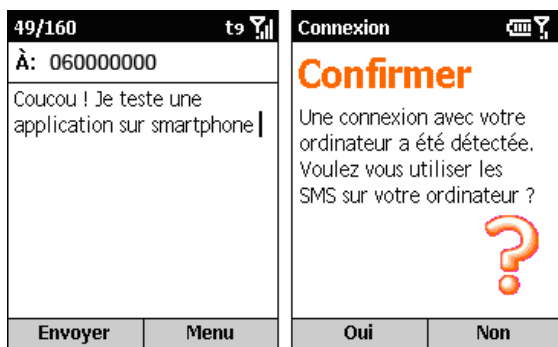 49/160 t9
À: 060000000
Coucou ! Je teste une
application sur smartphone
Envoyer Menu
Connexion
Confirmer
Une connexion avec votre
ordinateur a été détectée.
Voulez vous utiliser les
SMS sur votre ordinateur ?
Oui Non